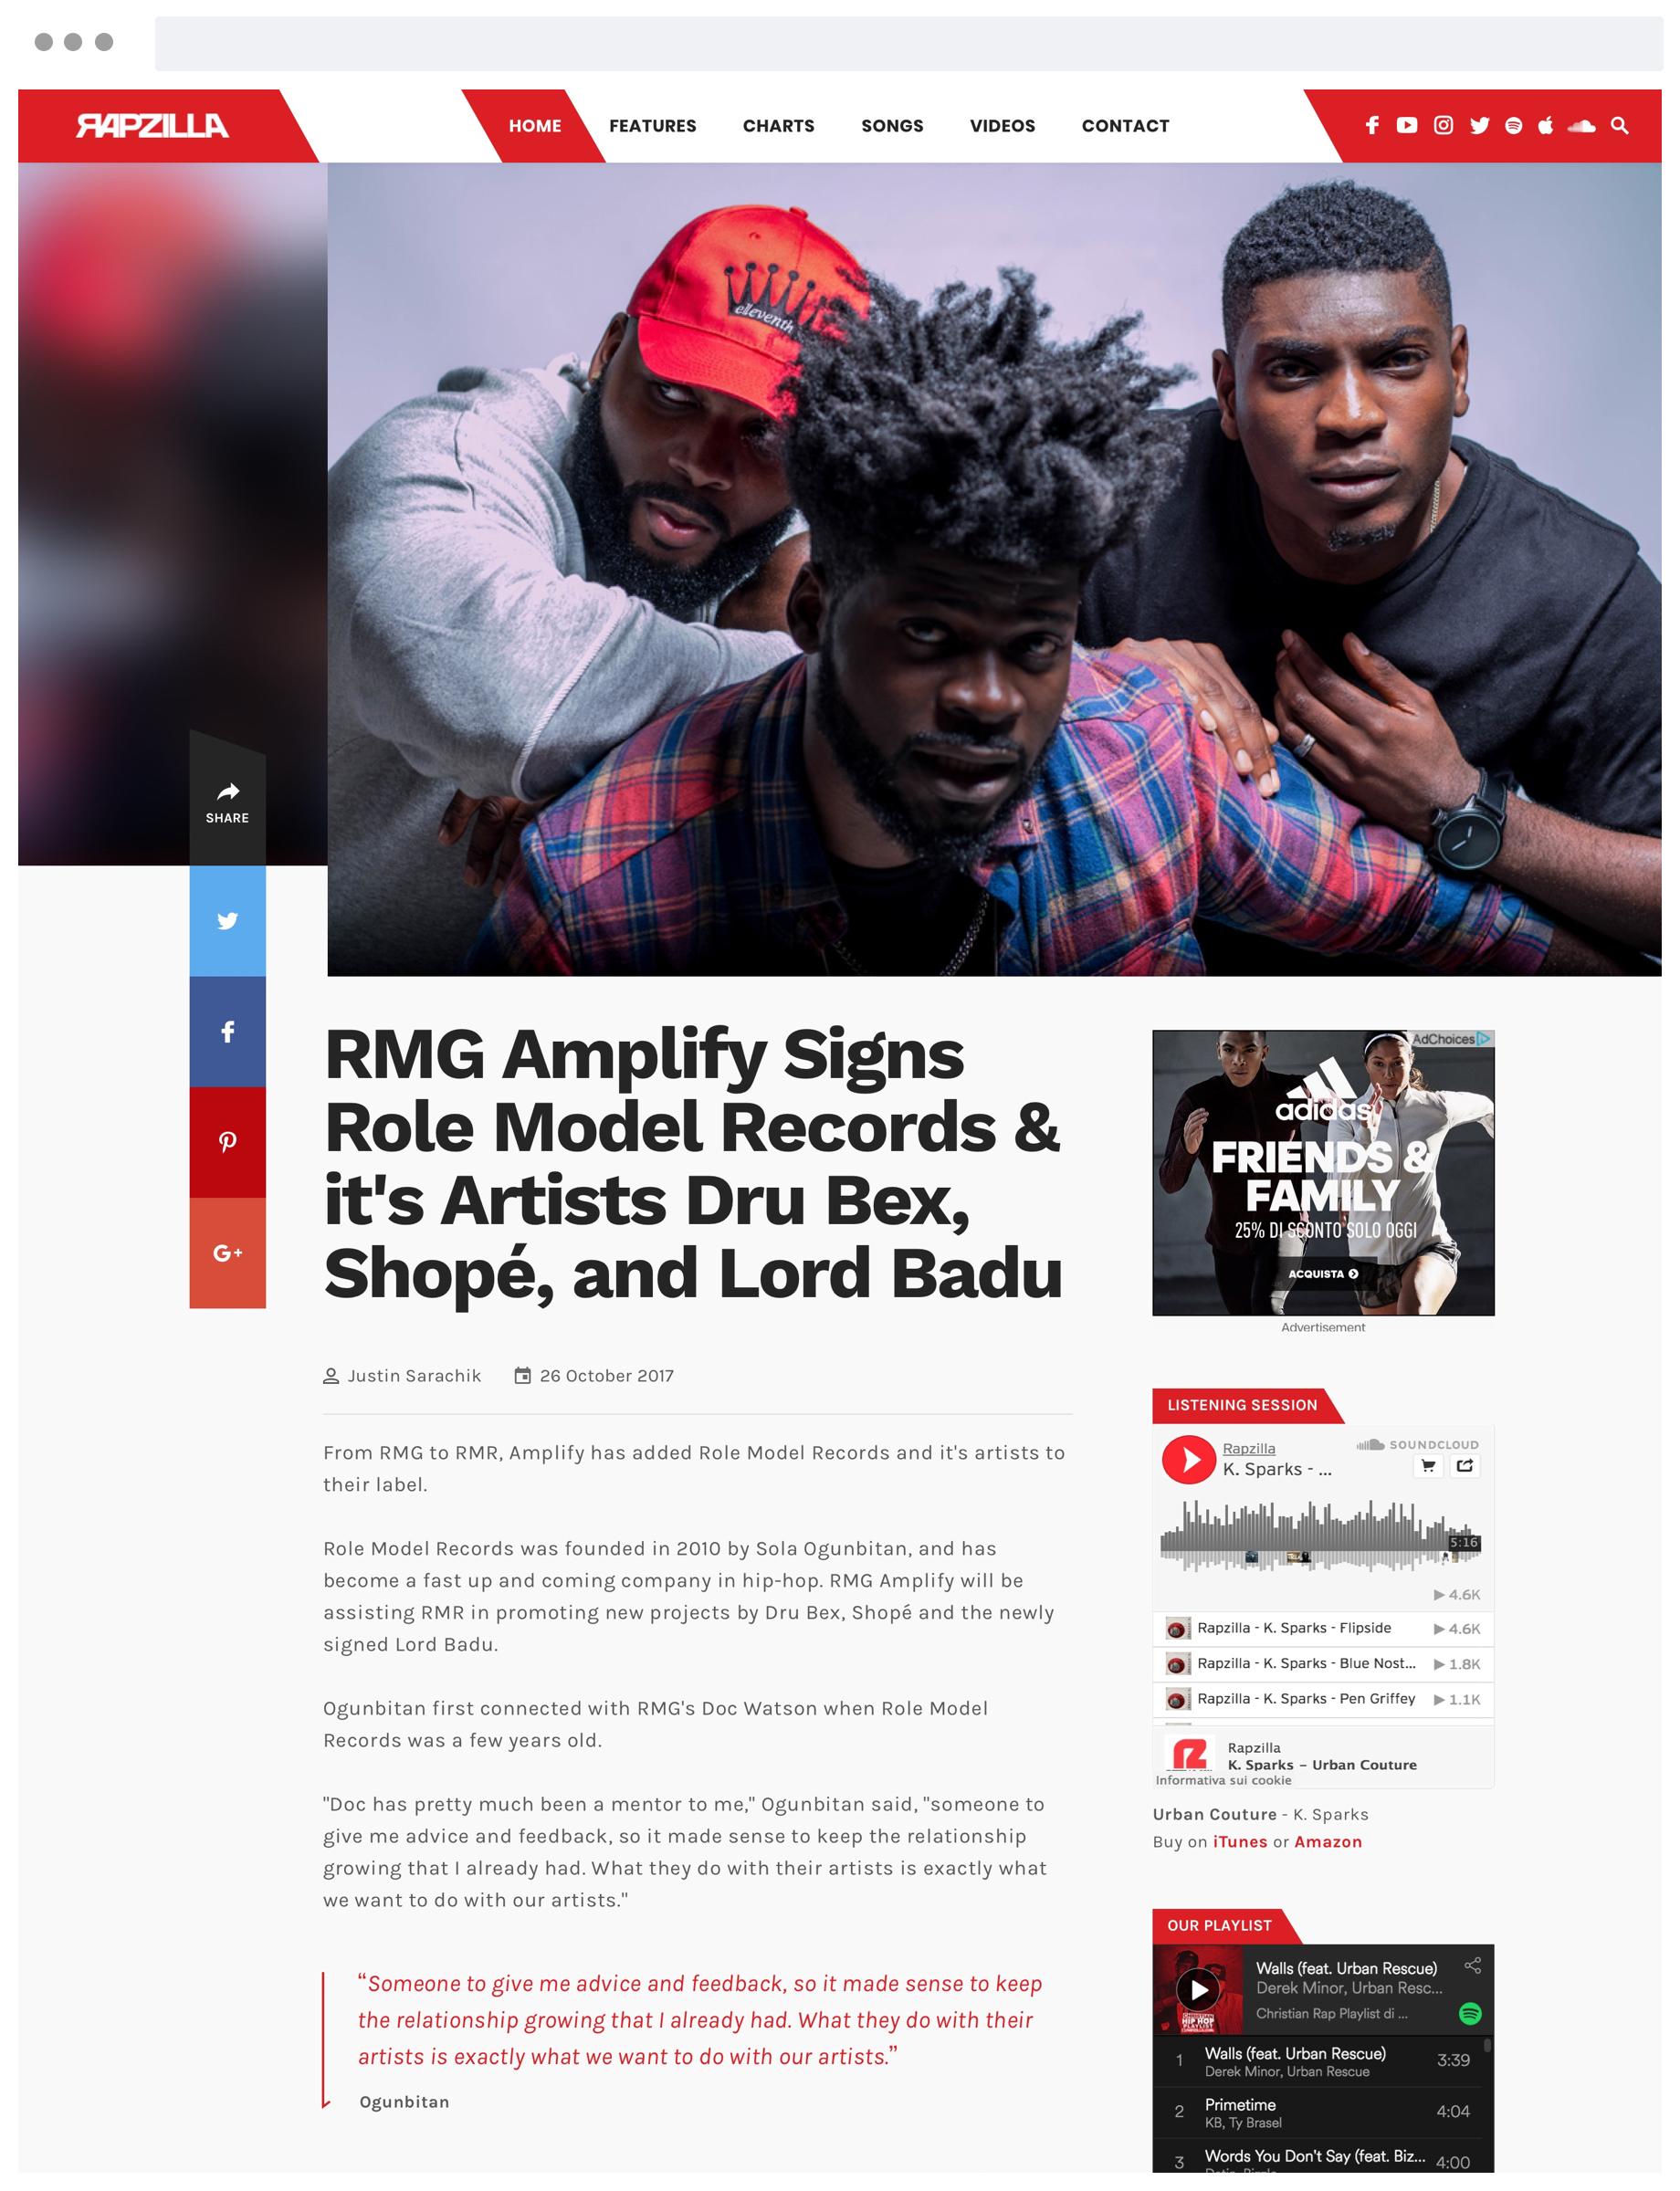 RAPZILLA
HOME FEATURES CHARTS SONGS VIDEOS CONTACT
eleventh
SHARE
RMG Amplify Signs
Role Model Records &
it's Artists Dru Bex,
Shopé, and Lord Badu
Justin Sarachik 26 October 2017
From RMG to RMR, Amplify has added Role Model Records and it's artists to
their label.
Role Model Records was founded in 2010 by Sola Ogunbitan, and has
become a fast up and coming company in hip-hop. RMG Amplify will be
assisting RMR in promoting new projects by Dru Bex, Shopé and the newly
signed Lord Badu.
Ogunbitan first connected with RMG's Doc Watson when Role Model
Records was a few years old.
"Doc has pretty much been a mentor to me," Ogunbitan said, "someone to
give me advice and feedback, so it made sense to keep the relationship
growing that I already had. What they do with their artists is exactly what
we want to do with our artists."
“Someone to give me advice and feedback, so it made sense to keep
the relationship growing that I already had. What they do with their
artists is exactly what we want to do with our artists.”
Ogunbitan
AdChoices
adidas
FRIENDS &
FAMILY
25% DI SCONTO SOLO OGGI
ACQUISTA
Advertisement
LISTENING SESSION
Rapzilla
SOUNDCLOUD
K. Sparks - ...
5:16
4.6K
Rapzilla - K. Sparks - Flipside 4.6K
Rapzilla - K. Sparks - Blue Nost... 1.8K
Rapzilla - K. Sparks - Pen Griffey 1.1K
Rapzilla
K. Sparks – Urban Couture
Informativa sui cookie
Urban Couture - K. Sparks
Buy on iTunes or Amazon
OUR PLAYLIST
Walls (feat. Urban Rescue)
Derek Minor, Urban Resc...
Christian Rap Playlist di ...
HIP HOP
1 Walls (feat. Urban Rescue) 3:39
Derek Minor, Urban Rescue
2 Primetime 4:04
KB, Ty Brasel
3 Words You Don't Say (feat. Biz... 4:00